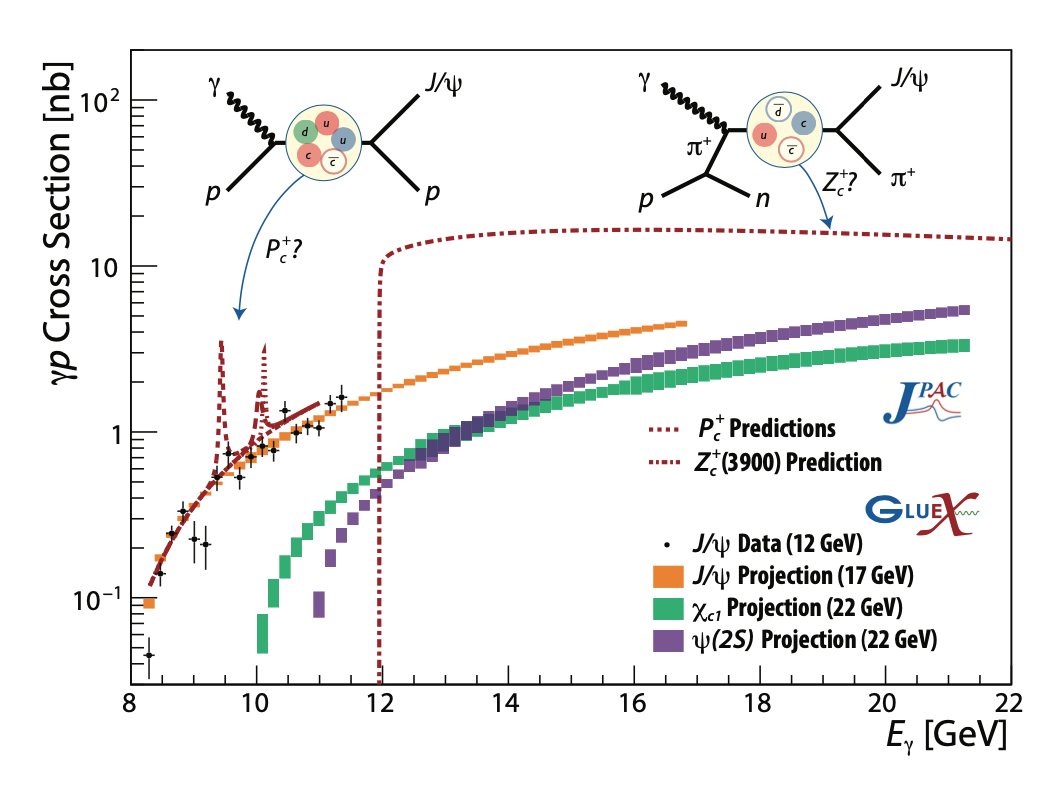 γp Cross Section [nb]
10²
10
1
10⁻¹
γ
J/ψ
d
u
u
c
c̅
p
p
P_c⁺?
γ
J/ψ
d̅
u
c
c̅
π⁺
π⁺
p
n
Z_c⁺?
JPAC
P_c⁺ Predictions
Z_c⁺(3900) Prediction
GLUEX
J/ψ Data (12 GeV)
J/ψ Projection (17 GeV)
χ_c1 Projection (22 GeV)
ψ(2S) Projection (22 GeV)
8 10 12 14 16 18 20 22
E_γ [GeV]